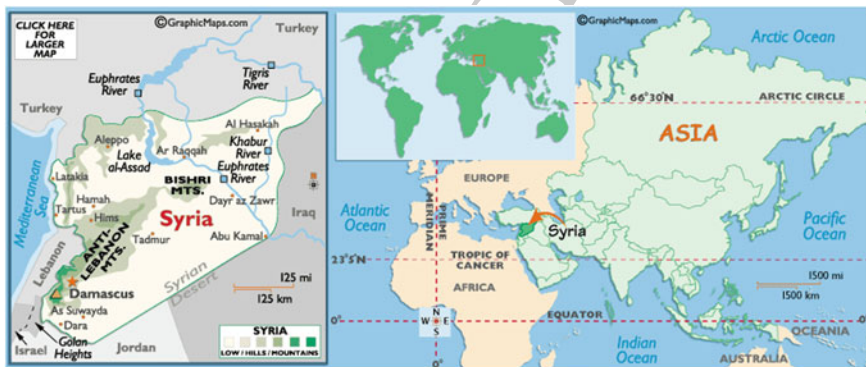 CLICK HERE
FOR
LARGER
MAP
©GraphicMaps.com
Turkey
Euphrates
River
Tigris
River
Turkey
Al Hasakah
Aleppo
Lake
al-Assad
Ar Raqqah
Khabur
River
Euphrates
River
Latakia
BISHRI
MTS.
Mediterranean
Sea
Hamah
Tartus
Hims
Dayr az Zawr
Syria
Iraq
Tadmur
Abu Kamal
ANTI-
LEBANON
MTS.
Lebanon
Syrian
Desert
125 mi
125 km
Damascus
As Suwayda
Dara
Golan
Heights
Israel
Jordan
SYRIA
LOW / HILLS / MOUNTAINS
©GraphicMaps.com
Arctic Ocean
66°30'N
ARCTIC CIRCLE
ASIA
EUROPE
Atlantic
Ocean
PRIME
MERIDIAN
Syria
Pacific
Ocean
23°5'N
TROPIC OF
CANCER
AFRICA
1500 mi
1500 km
EQUATOR
N
W E
S
0°
0°
OCEANIA
Indian
Ocean
AUSTRALIA
0°